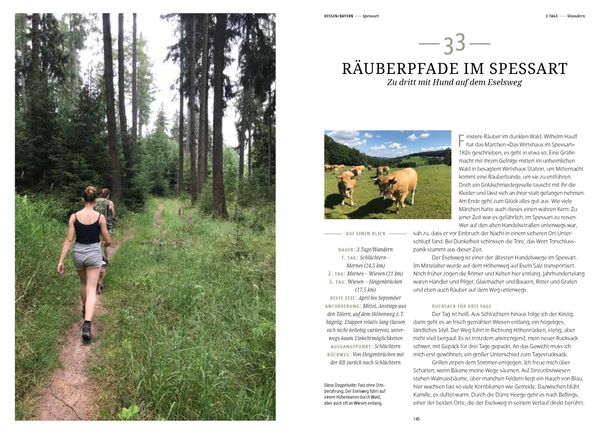 HESSEN/BAYERN — Spessart
3 TAGE — Wandern
— 33 —
RÄUBERPFADE IM SPESSART
Zu dritt mit Hund auf dem Eselsweg
Finstere Räuber im dunklen Wald. Wilhelm Hauff
hat das Märchen »Das Wirtshaus im Spessart«
1826 geschrieben, es geht in etwa so: Eine Gräfin
macht mit ihrem Gefolge mitten im unheimlichen
Wald in besagtem Wirtshaus Station, um Mitternacht
kommt eine Räuberbande, um sie zu entführen.
Doch ein Goldschmiedegeselle tauscht mit ihr die
Kleider und lässt sich an ihrer statt gefangen nehmen.
Am Ende geht zum Glück alles gut aus. Wie viele
Märchen hatte auch dieses einen wahren Kern: Zu
jener Zeit war es gefährlich, im Spessart zu reisen.
Wer auf den alten Handelsstraßen unterwegs war,
sah zu, dass er vor Einbruch der Nacht in einem sicheren Ort Unter-
schlupf fand. Bei Dunkelheit schlossen die Tore, das Wort Torschluss-
panik stammt aus dieser Zeit.
Der Eselsweg ist einer der ältesten Handelswege im Spessart.
Im Mittelalter wurde auf dem Höhenweg auf Eseln Salz transportiert.
Noch früher zogen die Römer und Kelten hier entlang, jahrhundertelang
waren Händler und Pilger, Glasmacher und Bauern, Ritter und Grafen
und eben auch Räuber auf dem Weg unterwegs.
RUCKSACK FÜR DREI TAGE
Der Tag ist heiß. Aus Schlüchtern hinaus folge ich der Kinzig,
dann geht es an frisch gemähten Wiesen entlang, ein hügeliges,
ländliches Idyll. Der Weg führt in Richtung Höhenrücken, stetig, aber
nicht steil bergauf. Es ist trotzdem anstrengend, mein neuer Rucksack
schwer, mit Gepäck für drei Tage gepackt. An das Gewicht muss ich
mich erst gewöhnen, ein großer Unterschied zum Tagesrucksack.
Grillen zirpen dem Sommer entgegen. Ich freue mich über
Schatten, wenn Bäume meine Wege säumen. Auf Streuobstwiesen
stehen Walnussbäume, über manchen Feldern liegt ein Hauch von Blau,
hier wachsen fast so viele Kornblumen wie Getreide. Dazwischen blüht
Kamille, es duftet warm. Durch die Dürre Heege geht es nach Bellings,
einer der beiden Orte, die der Eselsweg in seinem Verlauf direkt berührt.
— AUF EINEN BLICK —
DAUER: 3 Tage/Wandern
1. TAG: Schlüchtern –
Mernes (24,5 km)
2. TAG: Mernes – Wiesen (21 km)
3. TAG: Wiesen – Heigenbrücken
(17,5 km)
BESTE ZEIT: April bis September
ANFORDERUNG: Mittel, Anstiege aus
den Tälern, auf dem Höhenweg z. T.
hügelig. Etappen relativ lang (lassen
sich nicht beliebig variieren), unter-
wegs kaum Einkehrmöglichkeiten
AUSGANGSPUNKT: Schlüchtern
RÜCKWEG: Von Heigenbrücken mit
der RB zurück nach Schlüchtern
Diese Doppelseite: Fast ohne Orts-
berührung. Der Eselsweg führt auf
einem Höhenkamm durch Wald,
aber auch oft an Wiesen entlang.
145